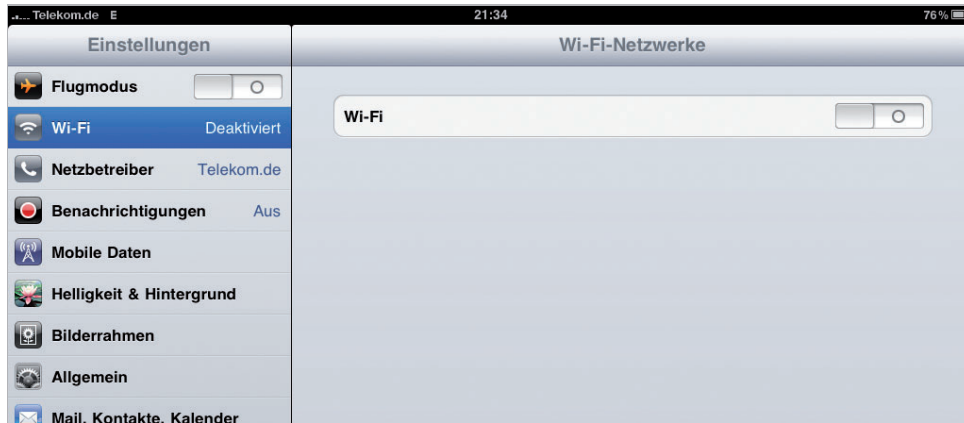 Telekom.de E 21:34 76%
Einstellungen
Wi-Fi-Netzwerke
Flugmodus
Wi-Fi Deaktiviert
Netzbetreiber Telekom.de
Benachrichtigungen Aus
Mobile Daten
Helligkeit & Hintergrund
Bilderrahmen
Allgemein
Mail, Kontakte, Kalender
Wi-Fi